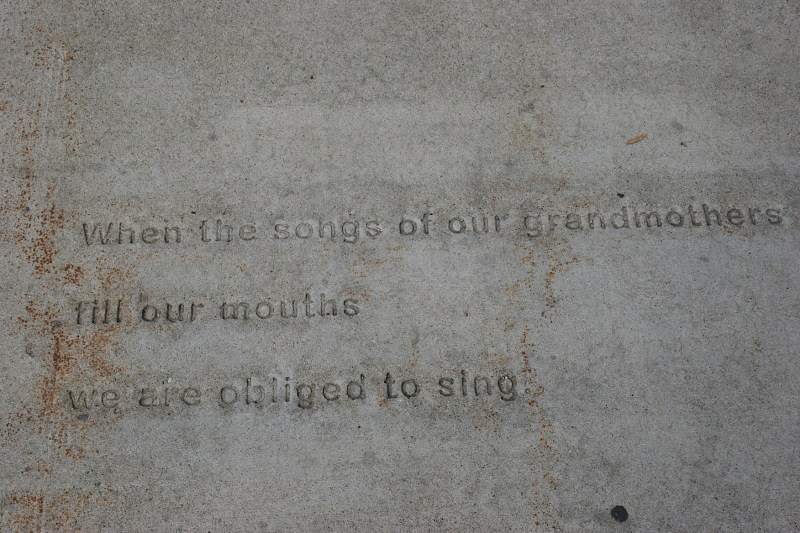 When the songs of our grandmothers
fill our mouths
we are obliged to sing.